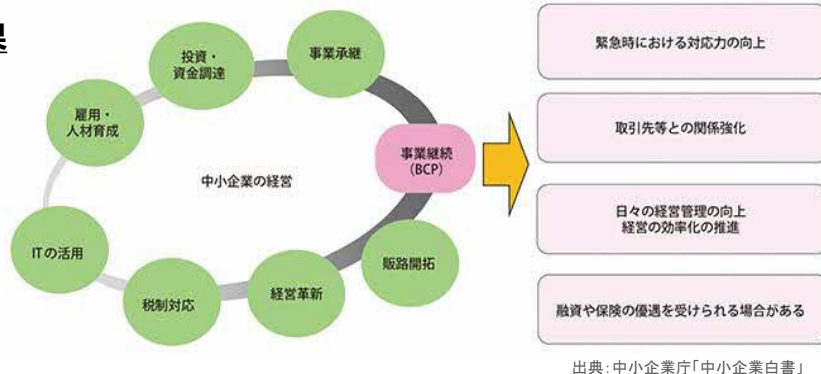 投資・
資金調達
事業承継
雇用・
人材育成
事業継続
(BCP)
中小企業の経営
ITの活用
販路開拓
税制対応
経営革新
緊急時における対応力の向上
取引先等との関係強化
日々の経営管理の向上
経営の効率化の推進
融資や保険の優遇を受けられる場合がある
出典:中小企業庁「中小企業白書」